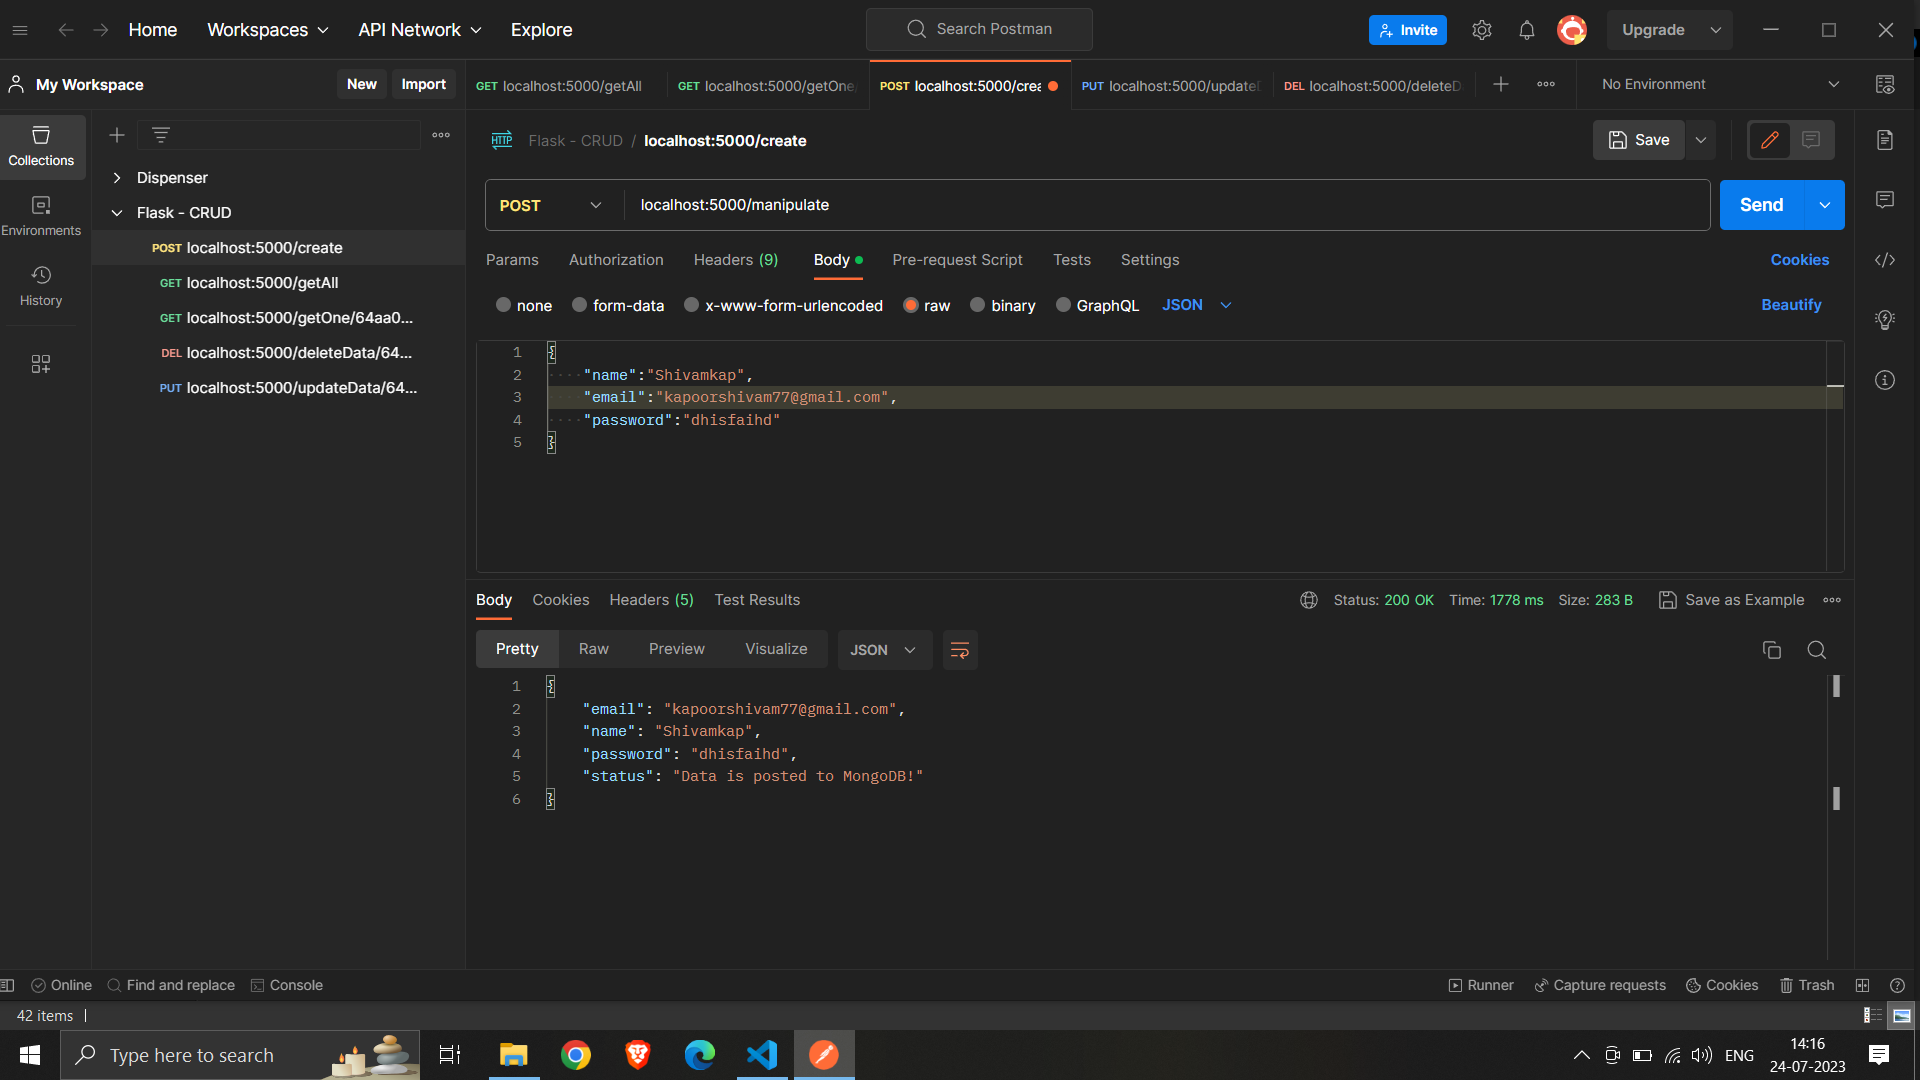 Home Workspaces API Network Explore Search Postman Invite Upgrade
My Workspace New Import GET localhost:5000/getAll GET localhost:5000/getOne/ POST localhost:5000/crea PUT localhost:5000/updateD DEL localhost:5000/deleteD No Environment
Collections
Environments
History
Dispenser
Flask - CRUD
POST localhost:5000/create
GET localhost:5000/getAll
GET localhost:5000/getOne/64aa0...
DEL localhost:5000/deleteData/64...
PUT localhost:5000/updateData/64...
HTTP Flask - CRUD / localhost:5000/create Save
POST localhost:5000/manipulate Send
Params Authorization Headers (9) Body Pre-request Script Tests Settings Cookies
none form-data x-www-form-urlencoded raw binary GraphQL JSON Beautify
1 {
2 "name":"Shivamkap",
3 "email":"kapoorshivam77@gmail.com",
4 "password":"dhisfaihd"
5 }
Body Cookies Headers (5) Test Results Status: 200 OK Time: 1778 ms Size: 283 B Save as Example
Pretty Raw Preview Visualize JSON
1 {
2 "email": "kapoorshivam77@gmail.com",
3 "name": "Shivamkap",
4 "password": "dhisfaihd",
5 "status": "Data is posted to MongoDB!"
6 }
Online Find and replace Console Runner Capture requests Cookies Trash
42 items
Type here to search ENG 14:16
24-07-2023